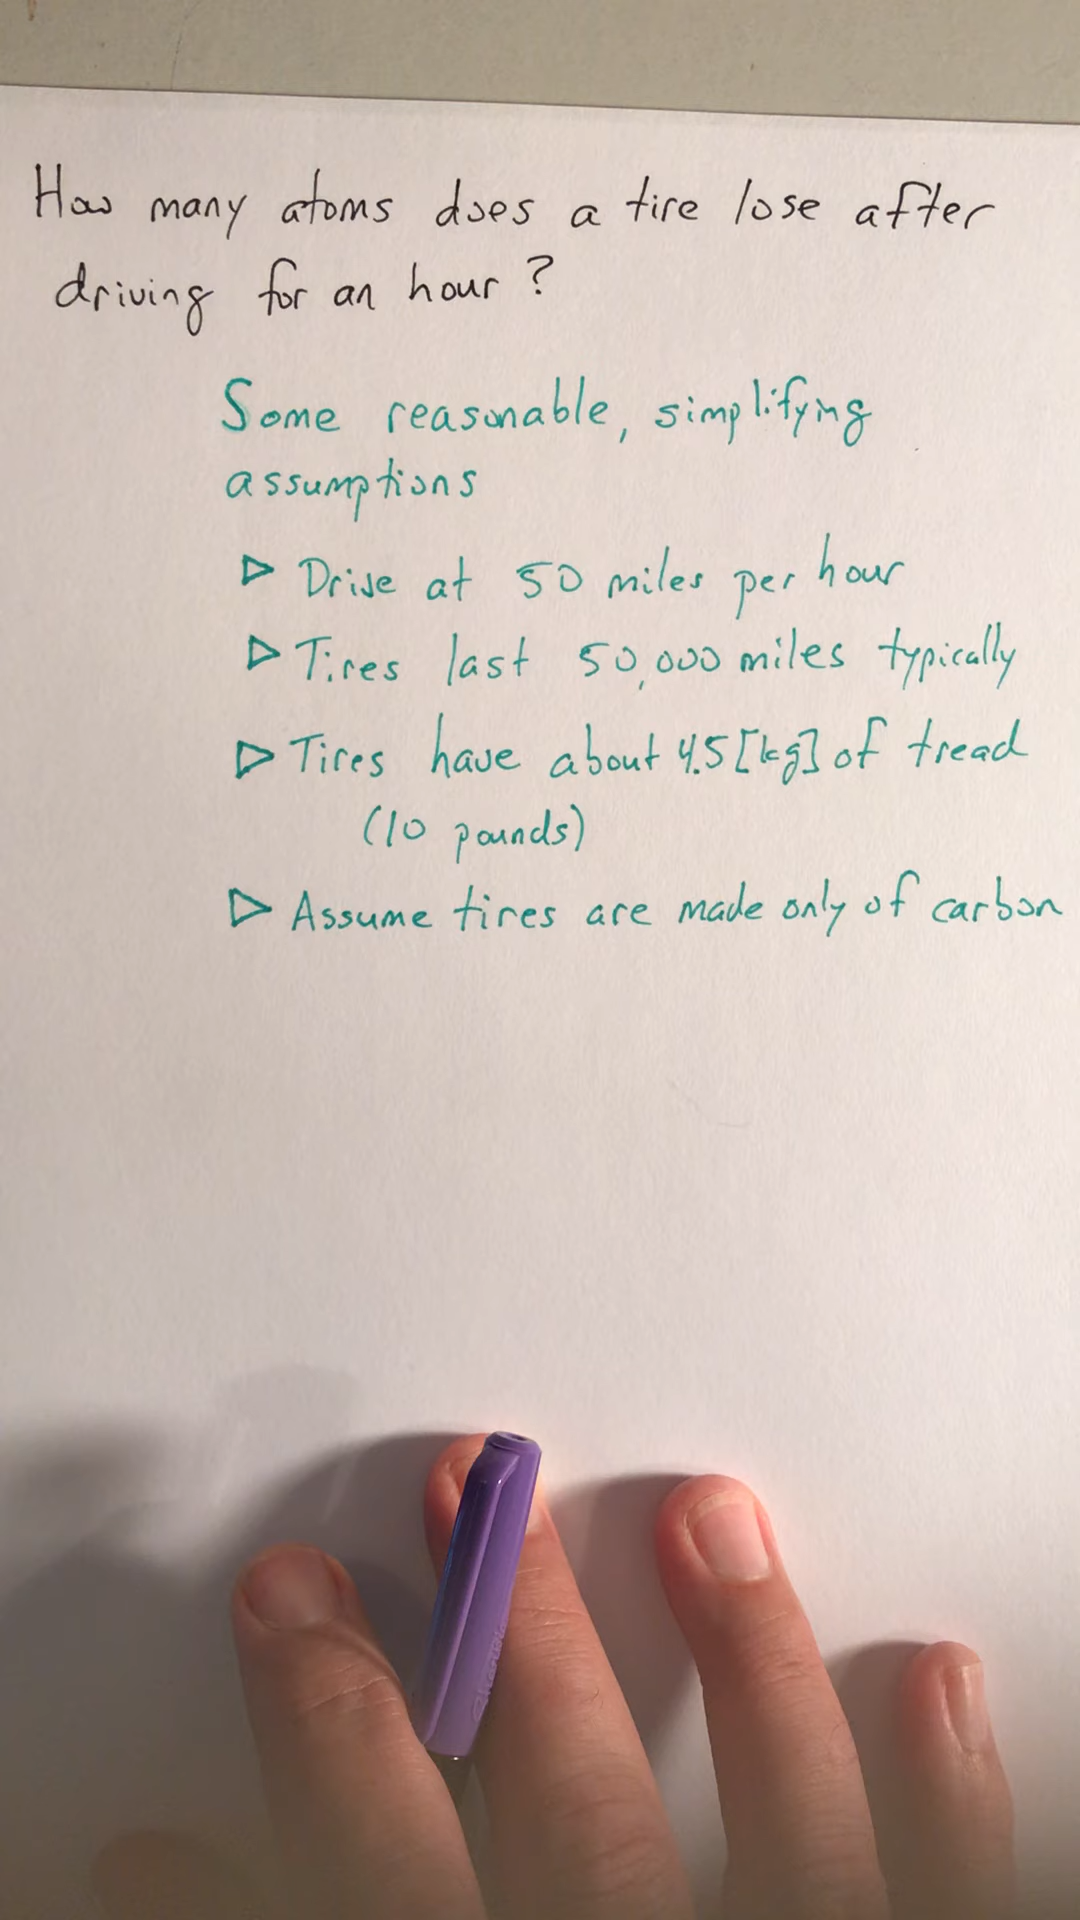 How many atoms does a tire lose after
driving for an hour?
Some reasonable, simplifying
assumptions
▷ Drive at 50 miles per hour
▷ Tires last 50,000 miles typically
▷ Tires have about 4.5 [kg] of tread
(10 pounds)
▷ Assume tires are made only of carbon
Sharpie